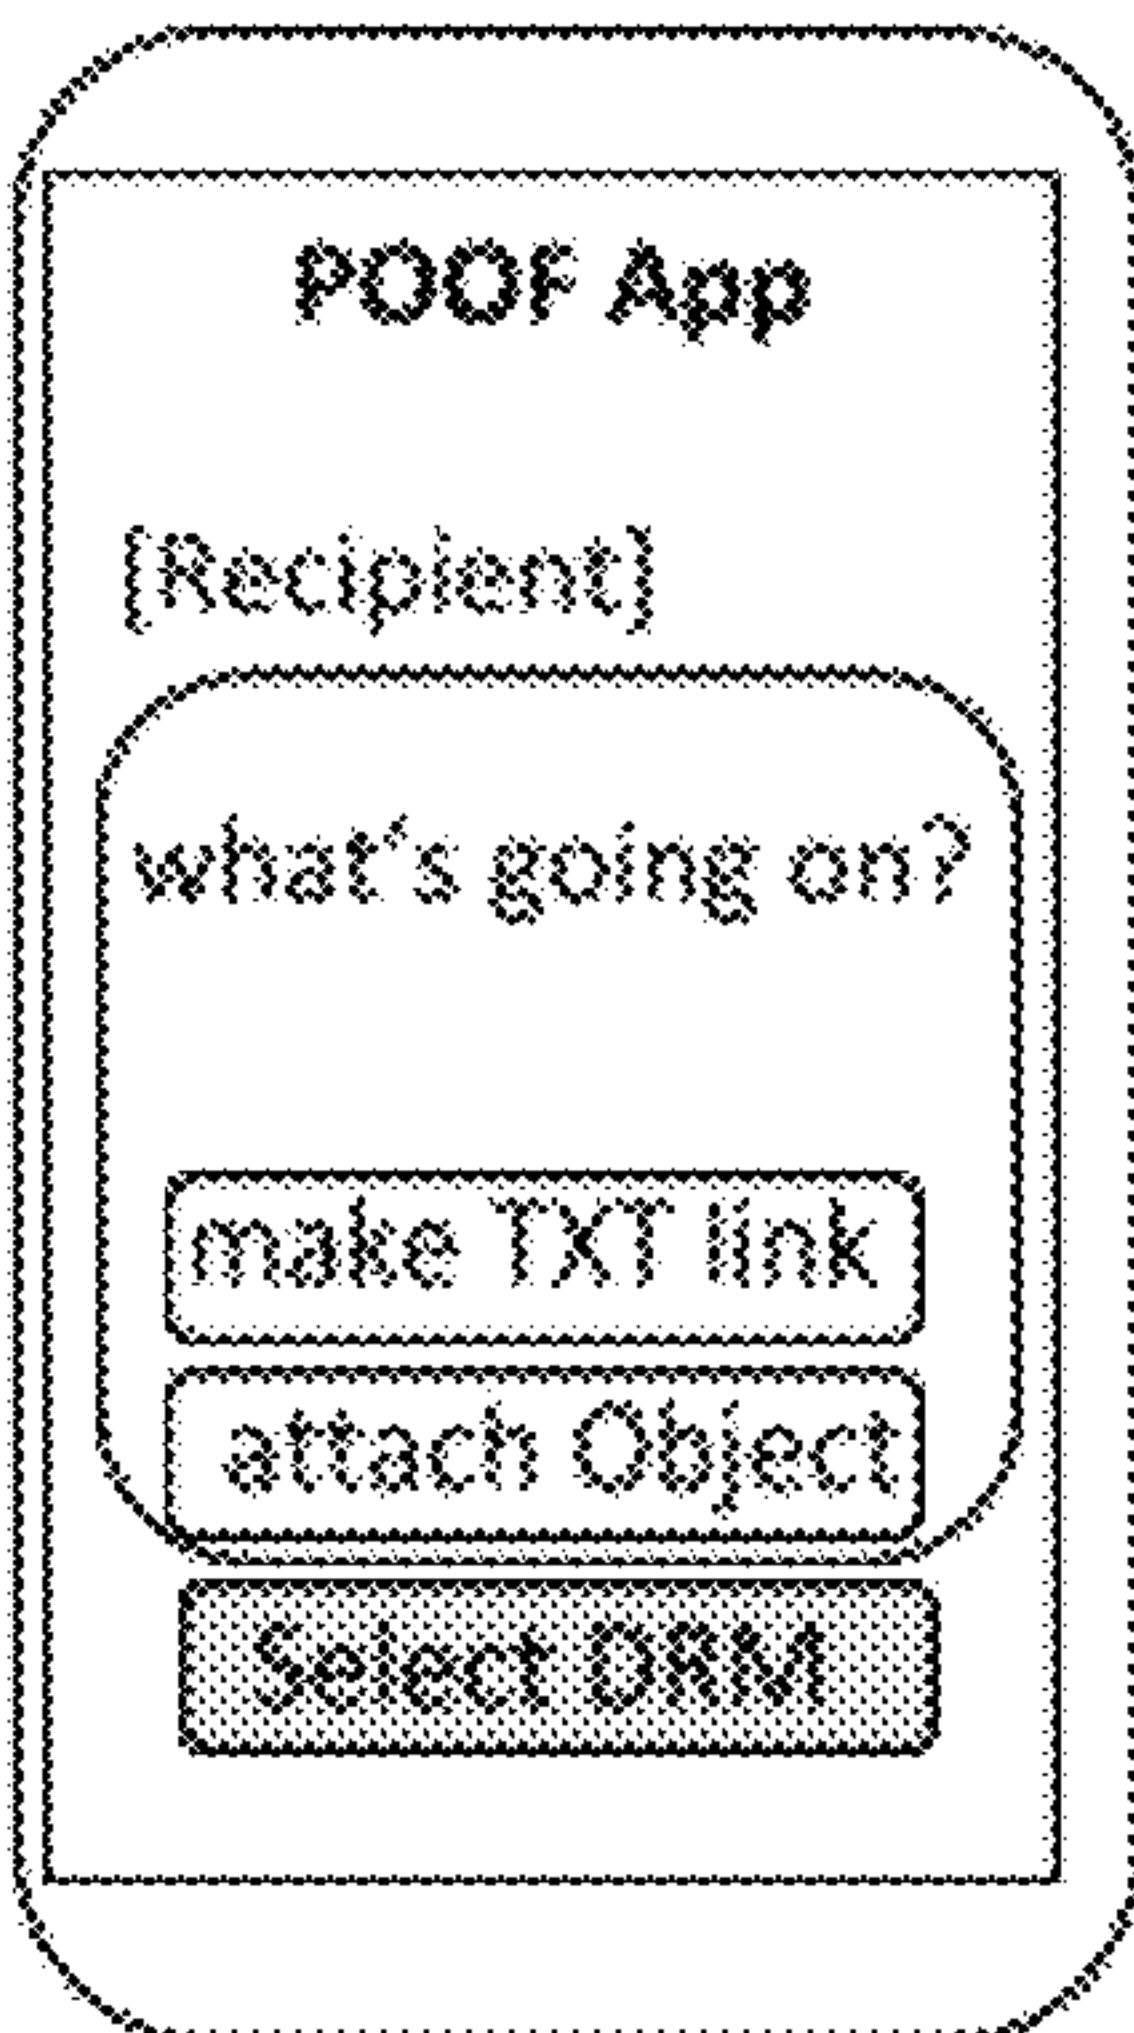 POOF App
[Recipient]
what's going on?
make TXT link
attach Object
Select DRM